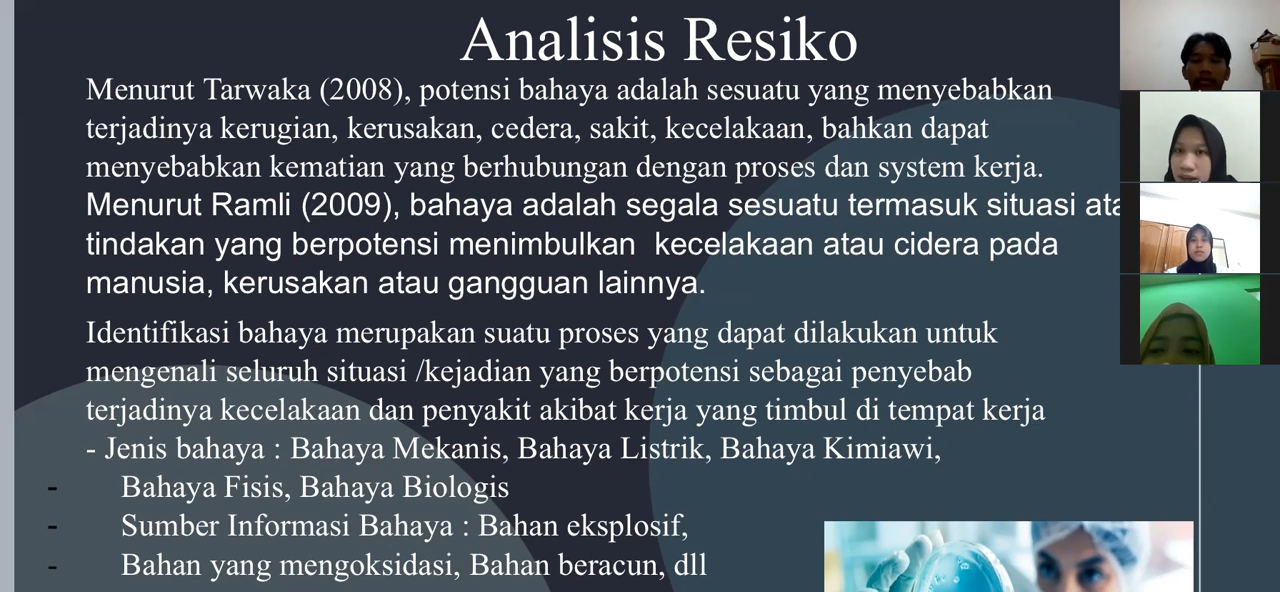 Analisis Resiko
Menurut Tarwaka (2008), potensi bahaya adalah sesuatu yang menyebabkan
terjadinya kerugian, kerusakan, cedera, sakit, kecelakaan, bahkan dapat
menyebabkan kematian yang berhubungan dengan proses dan system kerja.
Menurut Ramli (2009), bahaya adalah segala sesuatu termasuk situasi
tindakan yang berpotensi menimbulkan  kecelakaan atau cidera pada
manusia, kerusakan atau gangguan lainnya.
Identifikasi bahaya merupakan suatu proses yang dapat dilakukan untuk
mengenali seluruh situasi /kejadian yang berpotensi sebagai penyebab
terjadinya kecelakaan dan penyakit akibat kerja yang timbul di tempat kerja
- Jenis bahaya : Bahaya Mekanis, Bahaya Listrik, Bahaya Kimiawi,
- Bahaya Fisis, Bahaya Biologis
- Sumber Informasi Bahaya : Bahan eksplosif,
- Bahan yang mengoksidasi, Bahan beracun, dll